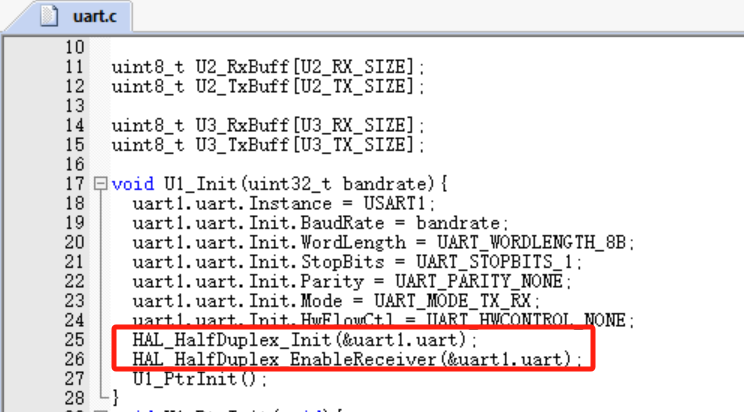 uart.c
10
11 uint8_t U2_RxBuff[U2_RX_SIZE];
12 uint8_t U2_TxBuff[U2_TX_SIZE];
13
14 uint8_t U3_RxBuff[U3_RX_SIZE];
15 uint8_t U3_TxBuff[U3_TX_SIZE];
16
17 void U1_Init(uint32_t bandrate){
18 uart1.uart.Instance = USART1;
19 uart1.uart.Init.BaudRate = bandrate;
20 uart1.uart.Init.WordLength = UART_WORDLENGTH_8B;
21 uart1.uart.Init.StopBits = UART_STOPBITS_1;
22 uart1.uart.Init.Parity = UART_PARITY_NONE;
23 uart1.uart.Init.Mode = UART_MODE_TX_RX;
24 uart1.uart.Init.HwFlowCtl = UART_HWCONTROL_NONE;
25 HAL_HalfDuplex_Init(&uart1.uart);
26 HAL_HalfDuplex_EnableReceiver(&uart1.uart);
27 U1_PtrInit();
28 }